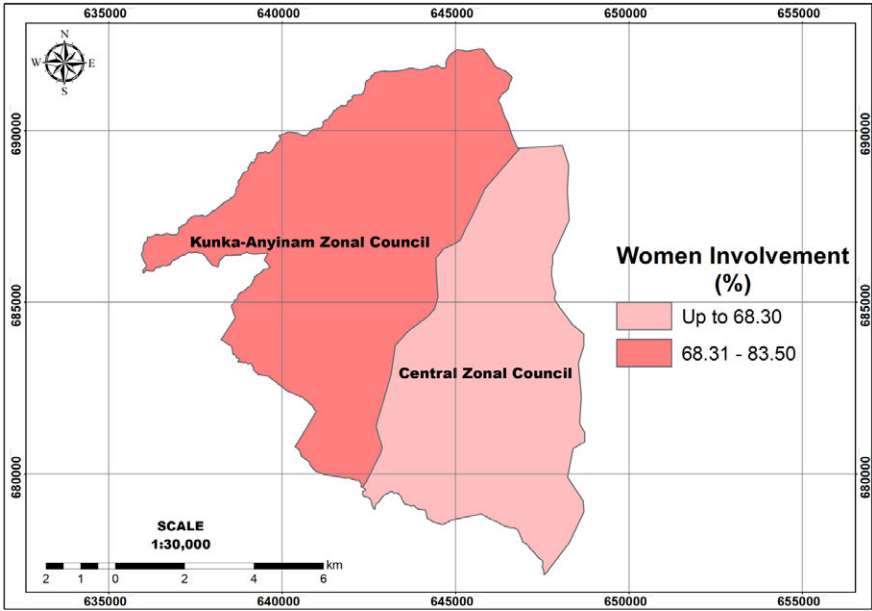 635000 640000 645000 650000 655000
N
W E
S
690000 690000
Kunka-Anyinam Zonal Council
Women Involvement
(%)
685000 685000
Up to 68.30
68.31 - 83.50
Central Zonal Council
680000 680000
SCALE
1:30,000
km
2 1 0 2 4 6
635000 640000 645000 650000 655000